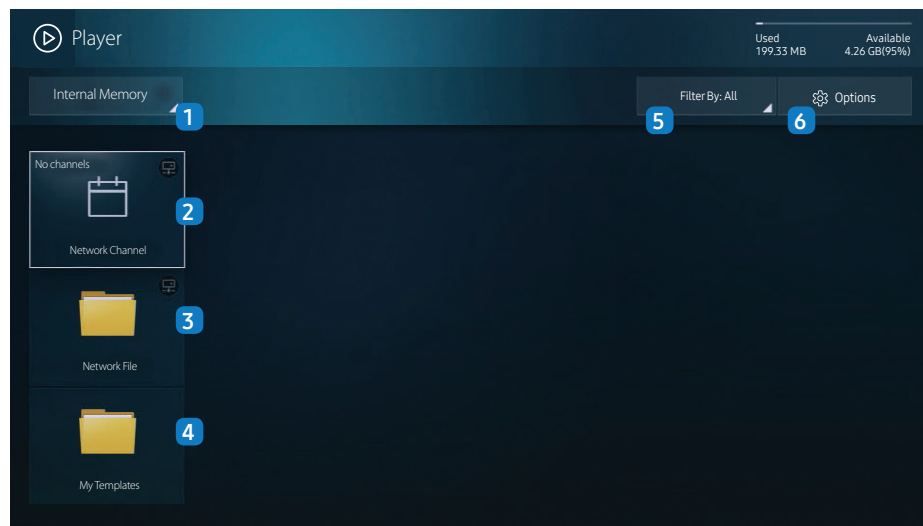 Player
Used Available
199.33 MB 4.26 GB(95%)
Internal Memory
1
Filter By: All
5
Options
6
No channels
2
Network Channel
3
Network File
4
My Templates